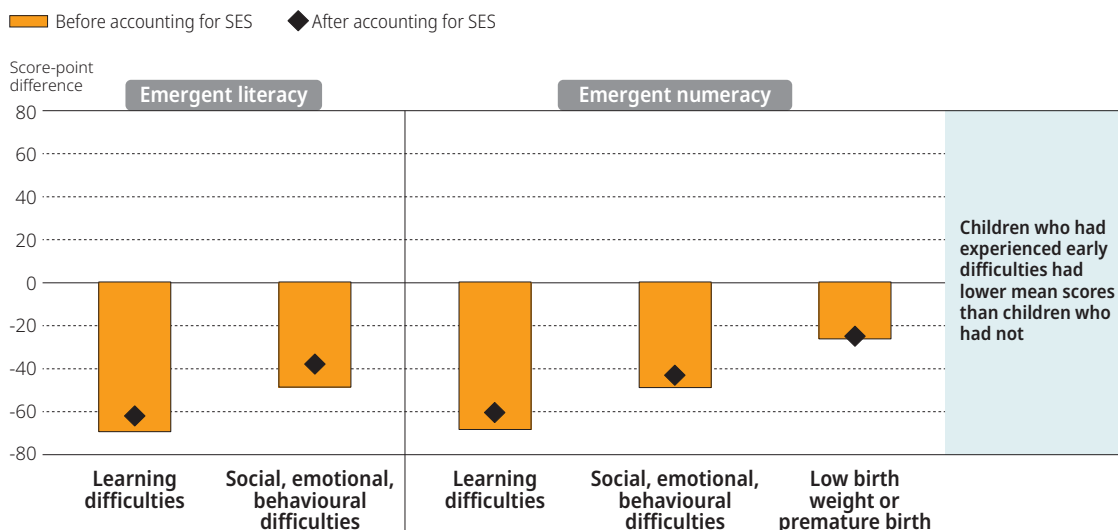 Before accounting for SES
After accounting for SES
Score-point
difference
Emergent literacy
Emergent numeracy
80
60
40
20
0
-20
-40
-60
-80
Children who had
experienced early
difficulties had
lower mean scores
than children who
had not
Learning
difficulties
Social, emotional,
behavioural
difficulties
Learning
difficulties
Social, emotional,
behavioural
difficulties
Low birth
weight or
premature birth